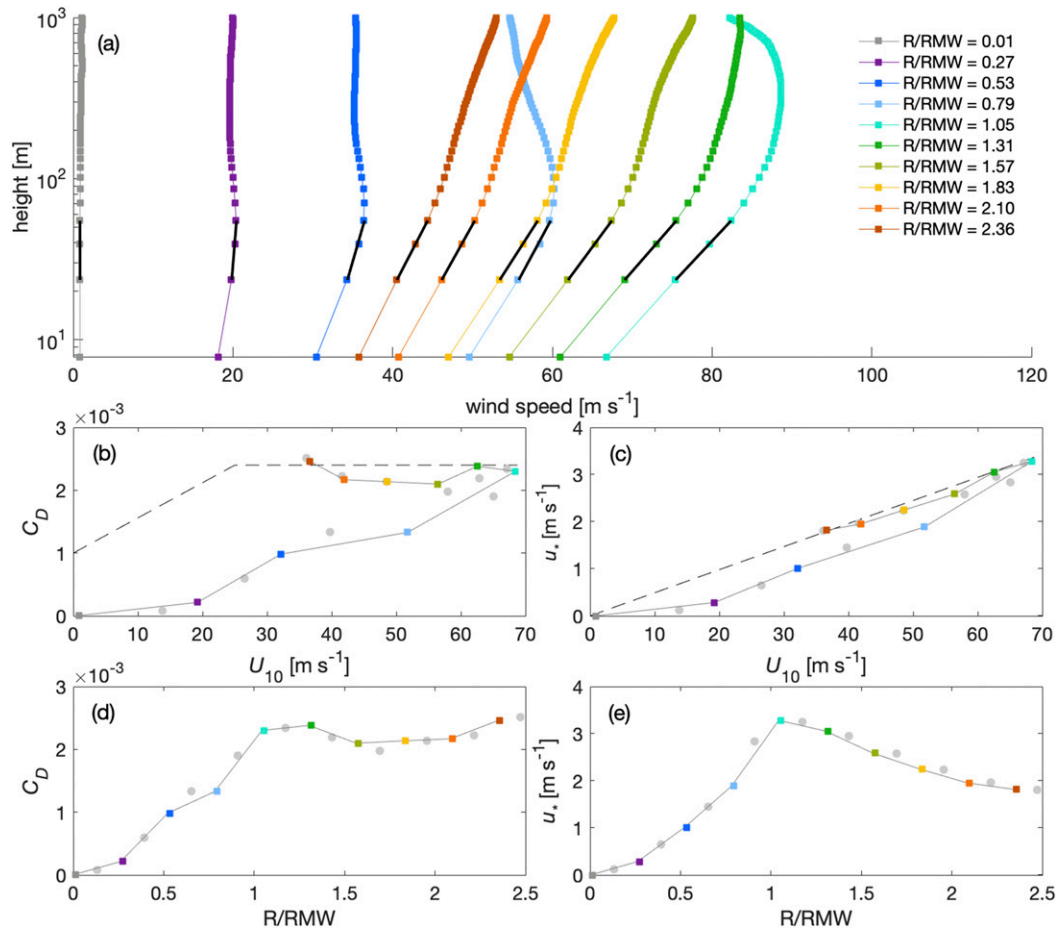 (a)
10³
10²
10¹
height [m]
0
20
40
60
80
100
120
wind speed [m s⁻¹]
R/RMW = 0.01
R/RMW = 0.27
R/RMW = 0.53
R/RMW = 0.79
R/RMW = 1.05
R/RMW = 1.31
R/RMW = 1.57
R/RMW = 1.83
R/RMW = 2.10
R/RMW = 2.36
×10⁻³
(b)
3
2
1
0
C_D
0 10 20 30 40 50 60 70
U₁₀ [m s⁻¹]
(c)
4
3
2
1
0
u* [m s⁻¹]
0 10 20 30 40 50 60 70
U₁₀ [m s⁻¹]
×10⁻³
(d)
3
2
1
0
C_D
0 0.5 1 1.5 2 2.5
R/RMW
(e)
4
3
2
1
0
u* [m s⁻¹]
0 0.5 1 1.5 2 2.5
R/RMW